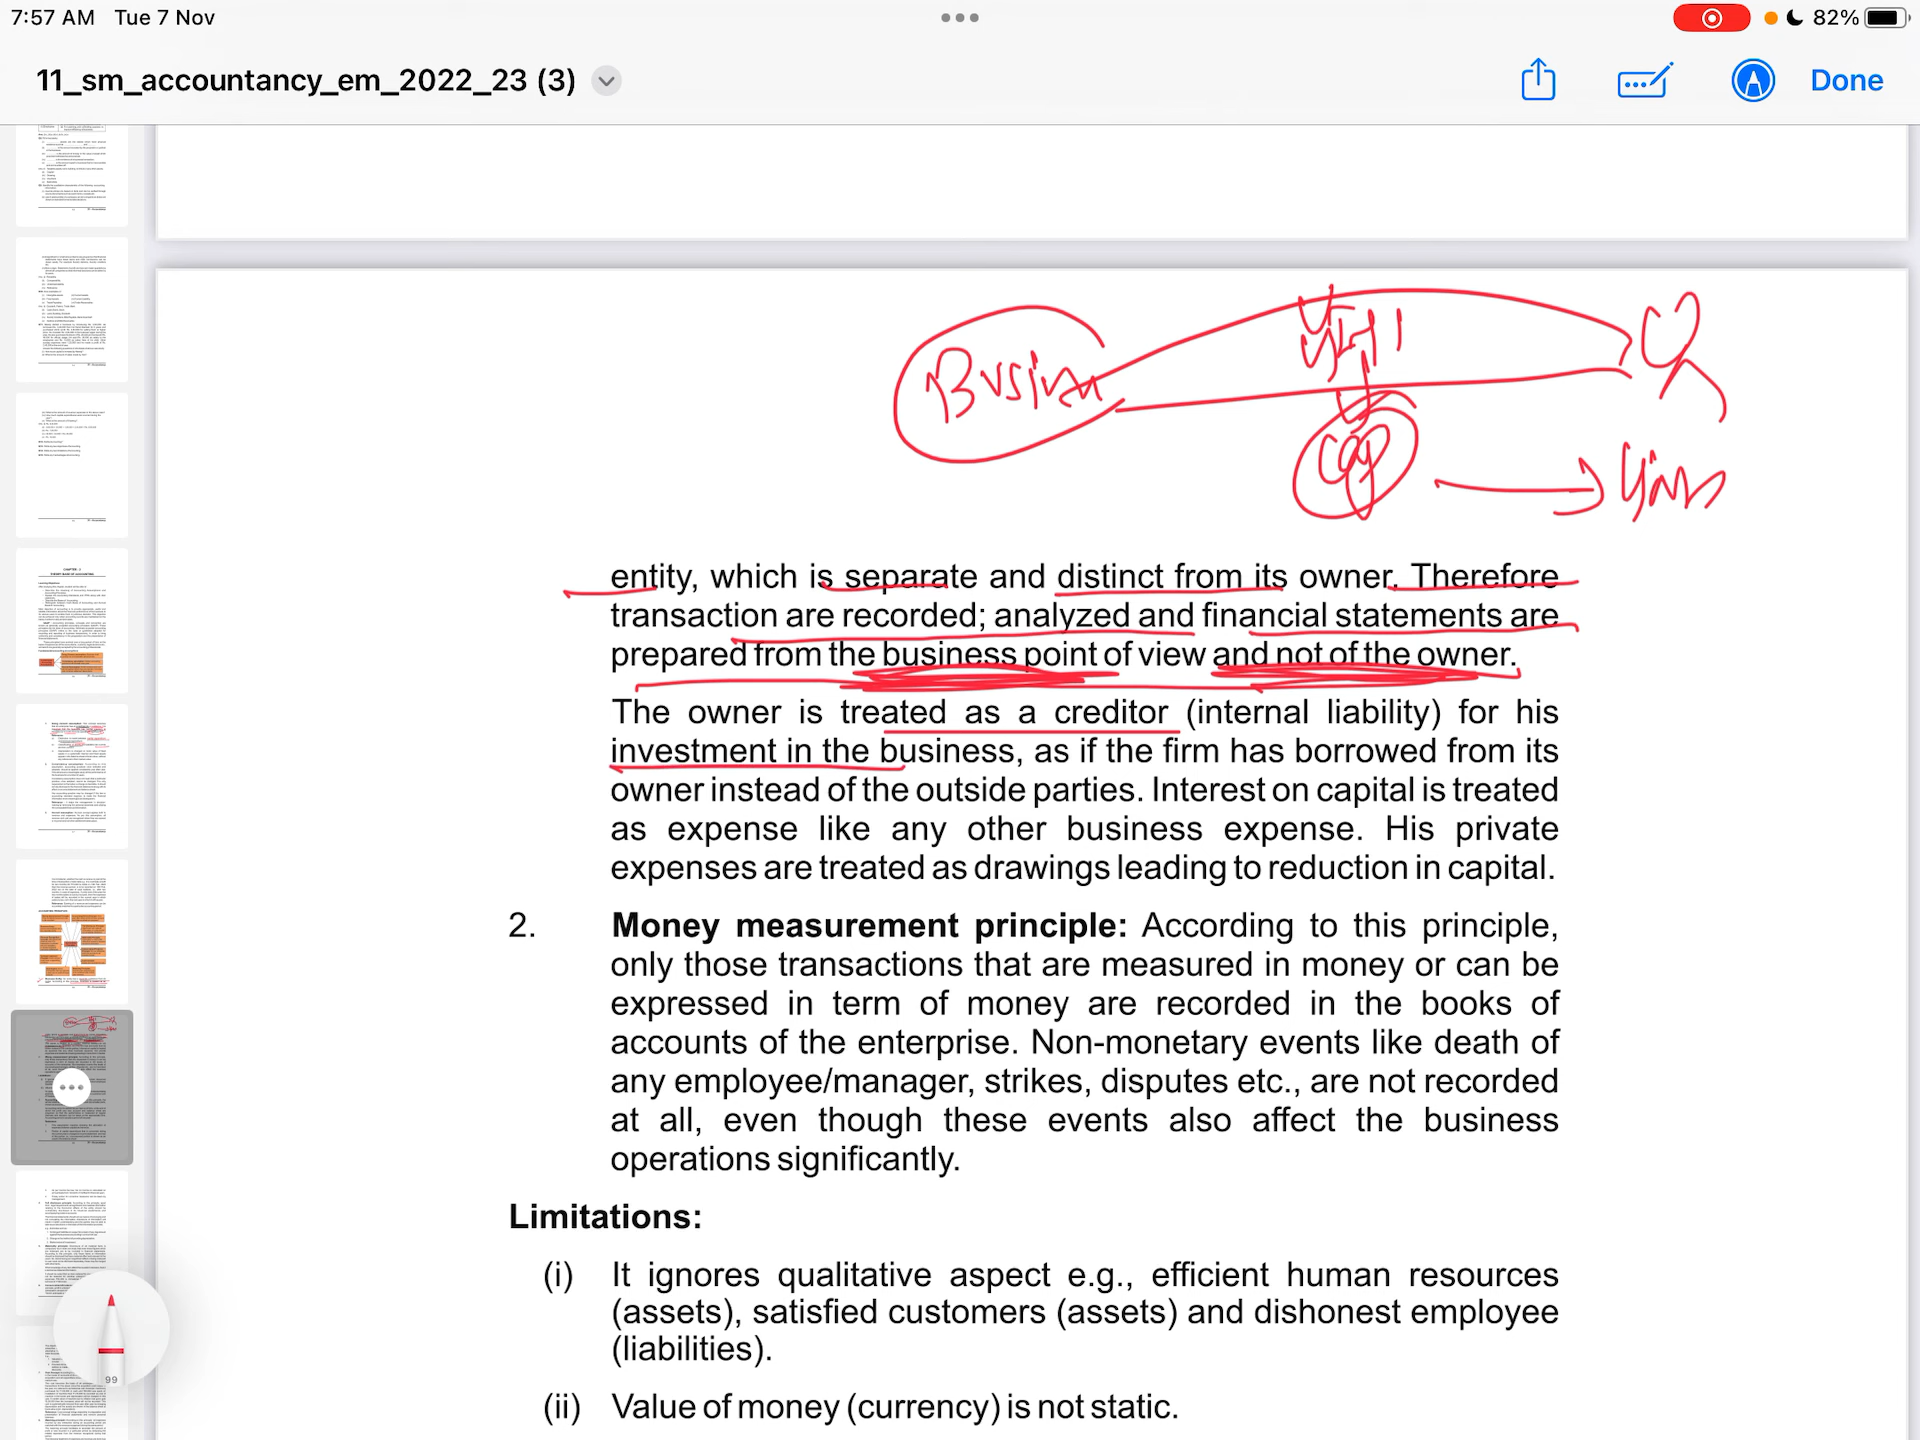 7:57 AM Tue 7 Nov
82%
11_sm_accountancy_em_2022_23 (3)
Done
Busin
Cap
entity, which is separate and distinct from its owner. Therefore
transaction are recorded; analyzed and financial statements are
prepared from the business point of view and not of the owner.
The owner is treated as a creditor (internal liability) for his
investment in the business, as if the firm has borrowed from its
owner instead of the outside parties. Interest on capital is treated
as expense like any other business expense. His private
expenses are treated as drawings leading to reduction in capital.
2. Money measurement principle: According to this principle,
only those transactions that are measured in money or can be
expressed in term of money are recorded in the books of
accounts of the enterprise. Non-monetary events like death of
any employee/manager, strikes, disputes etc., are not recorded
at all, even though these events also affect the business
operations significantly.
Limitations:
(i) It ignores qualitative aspect e.g., efficient human resources
(assets), satisfied customers (assets) and dishonest employee
(liabilities).
(ii) Value of money (currency) is not static.
99